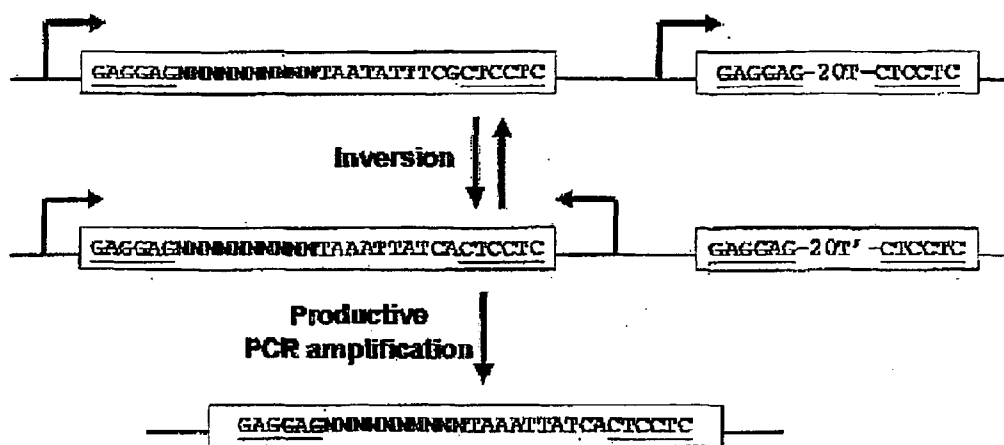 GAGGAGNNNNNNNNNNTAATATTTCGCTCCTC GAGGAG-20T-CTCCTC
Inversion
GAGGAGNNNNNNNNNNTAAATTATCACTCCTC GAGGAG-20T'-CTCCTC
Productive
PCR amplification
GAGGAGNNNNNNNNNNTAAATTATCACTCCTC